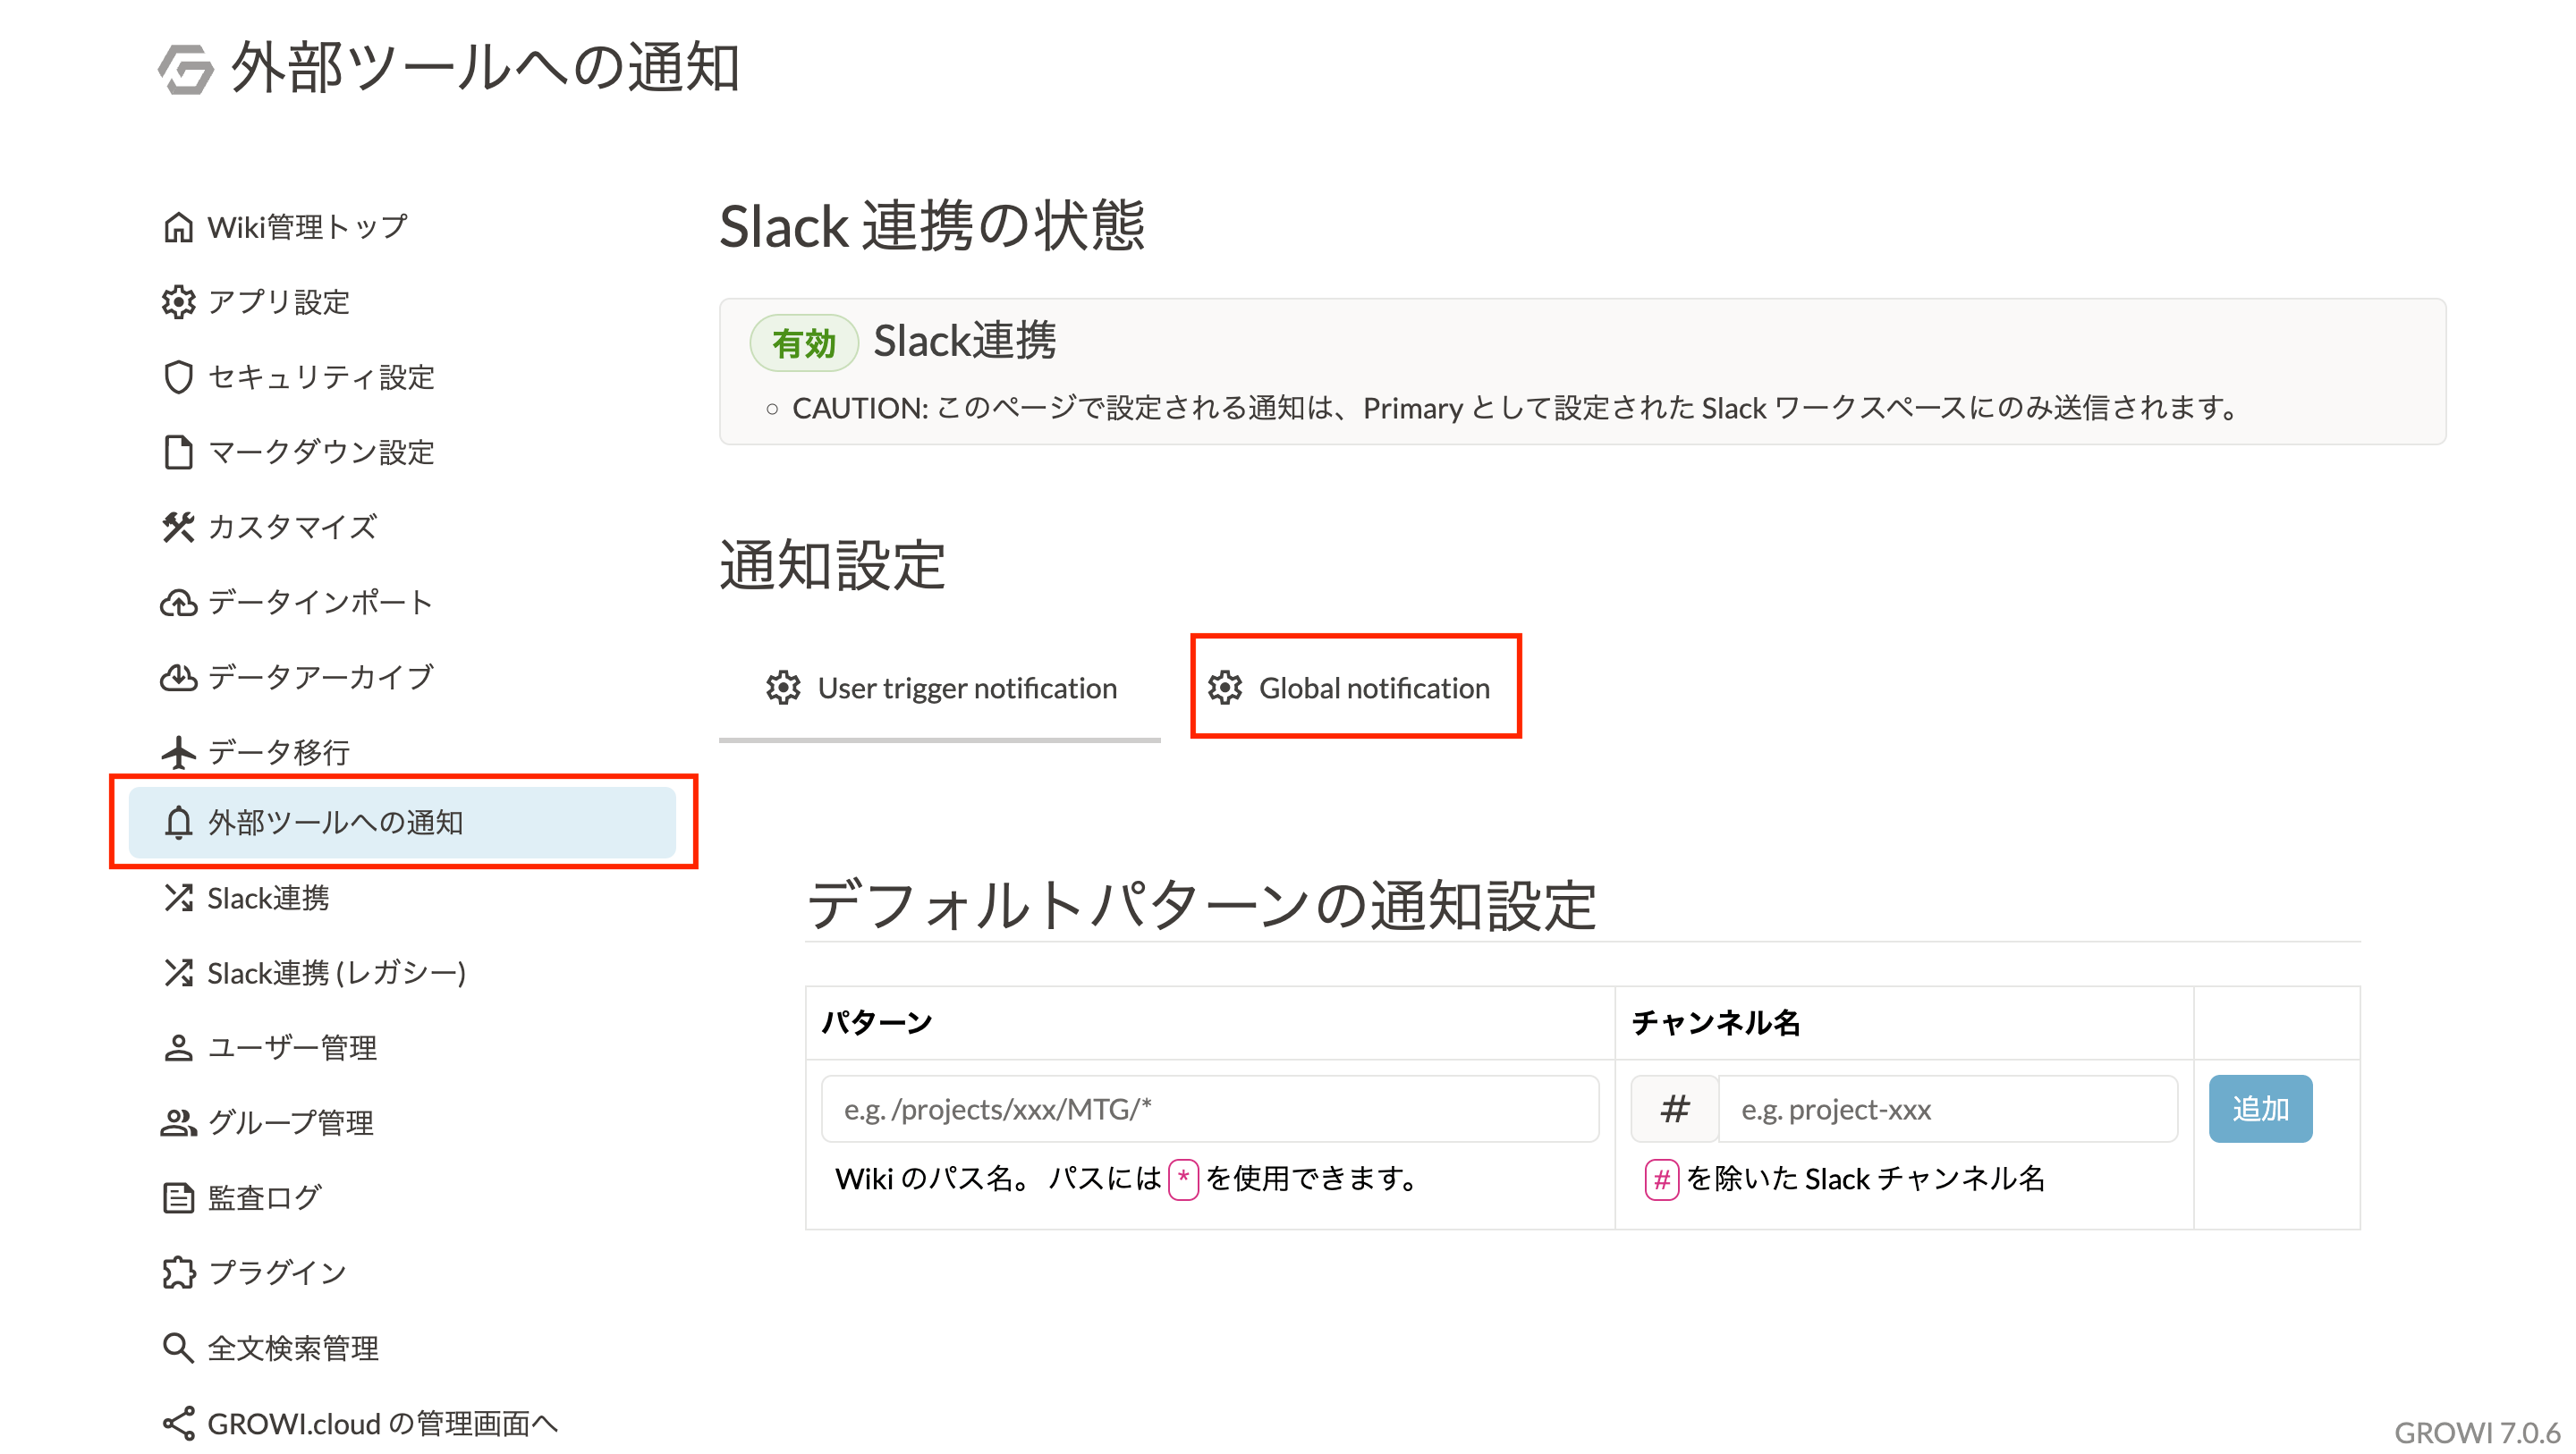 外部ツールへの通知
Wiki管理トップ
アプリ設定
セキュリティ設定
マークダウン設定
カスタマイズ
データインポート
データアーカイブ
データ移行
外部ツールへの通知
Slack連携
Slack連携 (レガシー)
ユーザー管理
グループ管理
監査ログ
プラグイン
全文検索管理
GROWI.cloud の管理画面へ
Slack 連携の状態
有効 Slack連携
CAUTION: このページで設定される通知は、Primary として設定された Slack ワークスペースにのみ送信されます。
通知設定
User trigger notification
Global notification
デフォルトパターンの通知設定
パターン
チャンネル名
e.g. /projects/xxx/MTG/*
# e.g. project-xxx
追加
Wiki のパス名。 パスには * を使用できます。
# を除いた Slack チャンネル名
GROWI 7.0.6